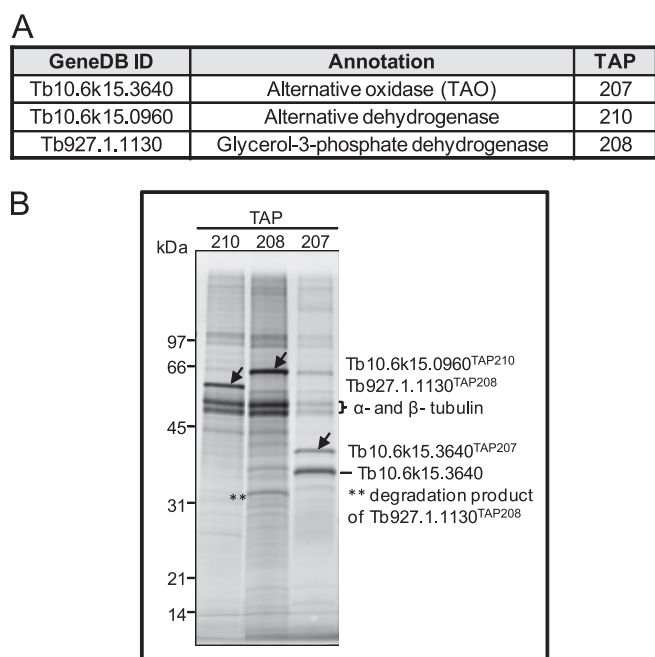 A
GeneDB ID Annotation TAP
Tb10.6k15.3640 Alternative oxidase (TAO) 207
Tb10.6k15.0960 Alternative dehydrogenase 210
Tb927.1.1130 Glycerol-3-phosphate dehydrogenase 208
B
TAP
kDa 210 208 207
97
66
Tb10.6k15.0960TAP210
Tb927.1.1130TAP208
} α- and β- tubulin
45
Tb10.6k15.3640TAP207
Tb10.6k15.3640
** ** degradation product
31
of Tb927.1.1130TAP208
21
14